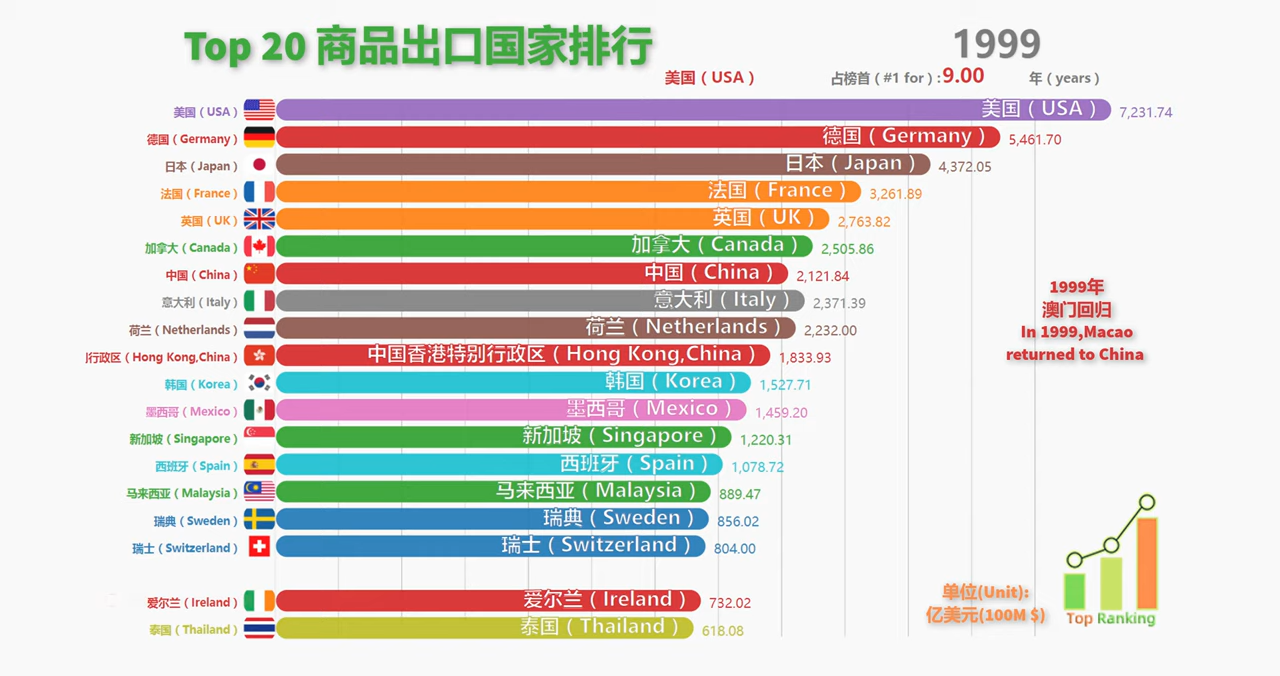 Top 20 商品出口国家排行
1999
美国（USA） 占榜首（#1 for）: 9.00 年（years）
美国（USA） 美国（USA） 7,231.74
德国（Germany） 德国（Germany） 5,461.70
日本（Japan） 日本（Japan） 4,372.05
法国（France） 法国（France） 3,261.89
英国（UK） 英国（UK） 2,763.82
加拿大（Canada） 加拿大（Canada） 2,505.86
中国（China） 中国（China） 2,121.84
意大利（Italy） 意大利（Italy） 2,371.39
荷兰（Netherlands） 荷兰（Netherlands） 2,232.00
行政区（Hong Kong,China） 中国香港特别行政区（Hong Kong,China） 1,833.93
韩国（Korea） 韩国（Korea） 1,527.71
墨西哥（Mexico） 墨西哥（Mexico） 1,459.20
新加坡（Singapore） 新加坡（Singapore） 1,220.31
西班牙（Spain） 西班牙（Spain） 1,078.72
马来西亚（Malaysia） 马来西亚（Malaysia） 889.47
瑞典（Sweden） 瑞典（Sweden） 856.02
瑞士（Switzerland） 瑞士（Switzerland） 804.00
爱尔兰（Ireland） 爱尔兰（Ireland） 732.02
泰国（Thailand） 泰国（Thailand） 618.08
1999年
澳门回归
In 1999,Macao
returned to China
单位(Unit):
亿美元(100M $)
Top Ranking